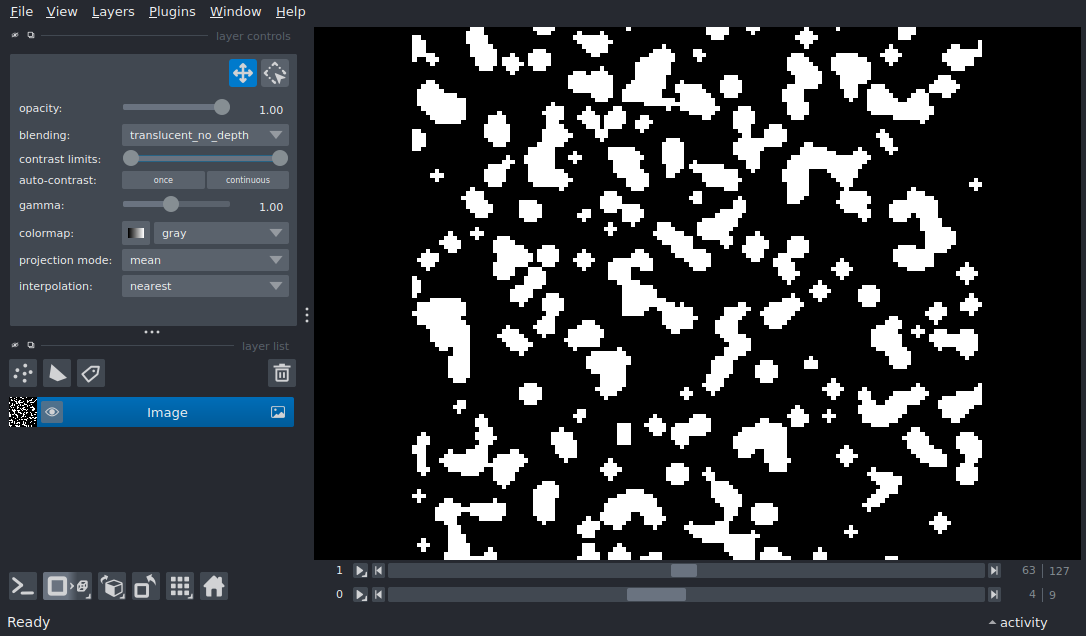 File View Layers Plugins Window Help
layer controls
opacity: 1.00
blending: translucent_no_depth
contrast limits:
auto-contrast: once continuous
gamma: 1.00
colormap: gray
projection mode: mean
interpolation: nearest
layer list
Image
1 63 127
0 4 9
Ready activity